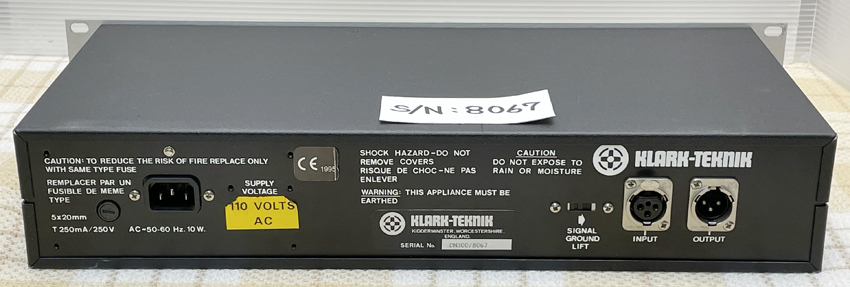 S/N: 8067
CAUTION: TO REDUCE THE RISK OF FIRE REPLACE ONLY
WITH SAME TYPE FUSE
REMPLACER PAR UN
FUSIBLE DE MEME
TYPE
5x20mm
T 250mA/250V
AC~50-60 Hz. 10 W.
SUPPLY
VOLTAGE
110 VOLTS
AC
CE
1995
SHOCK HAZARD-DO NOT
REMOVE COVERS
RISQUE DE CHOC-NE PAS
ENLEVER
WARNING: THIS APPLIANCE MUST BE
EARTHED
CAUTION
DO NOT EXPOSE TO
RAIN OR MOISTURE
KLARK-TEKNIK
KLARK-TEKNIK
KIDDERMINSTER, WORCESTERSHIRE,
ENGLAND.
SERIAL No. DN300/8067
SIGNAL
GROUND
LIFT
INPUT
OUTPUT